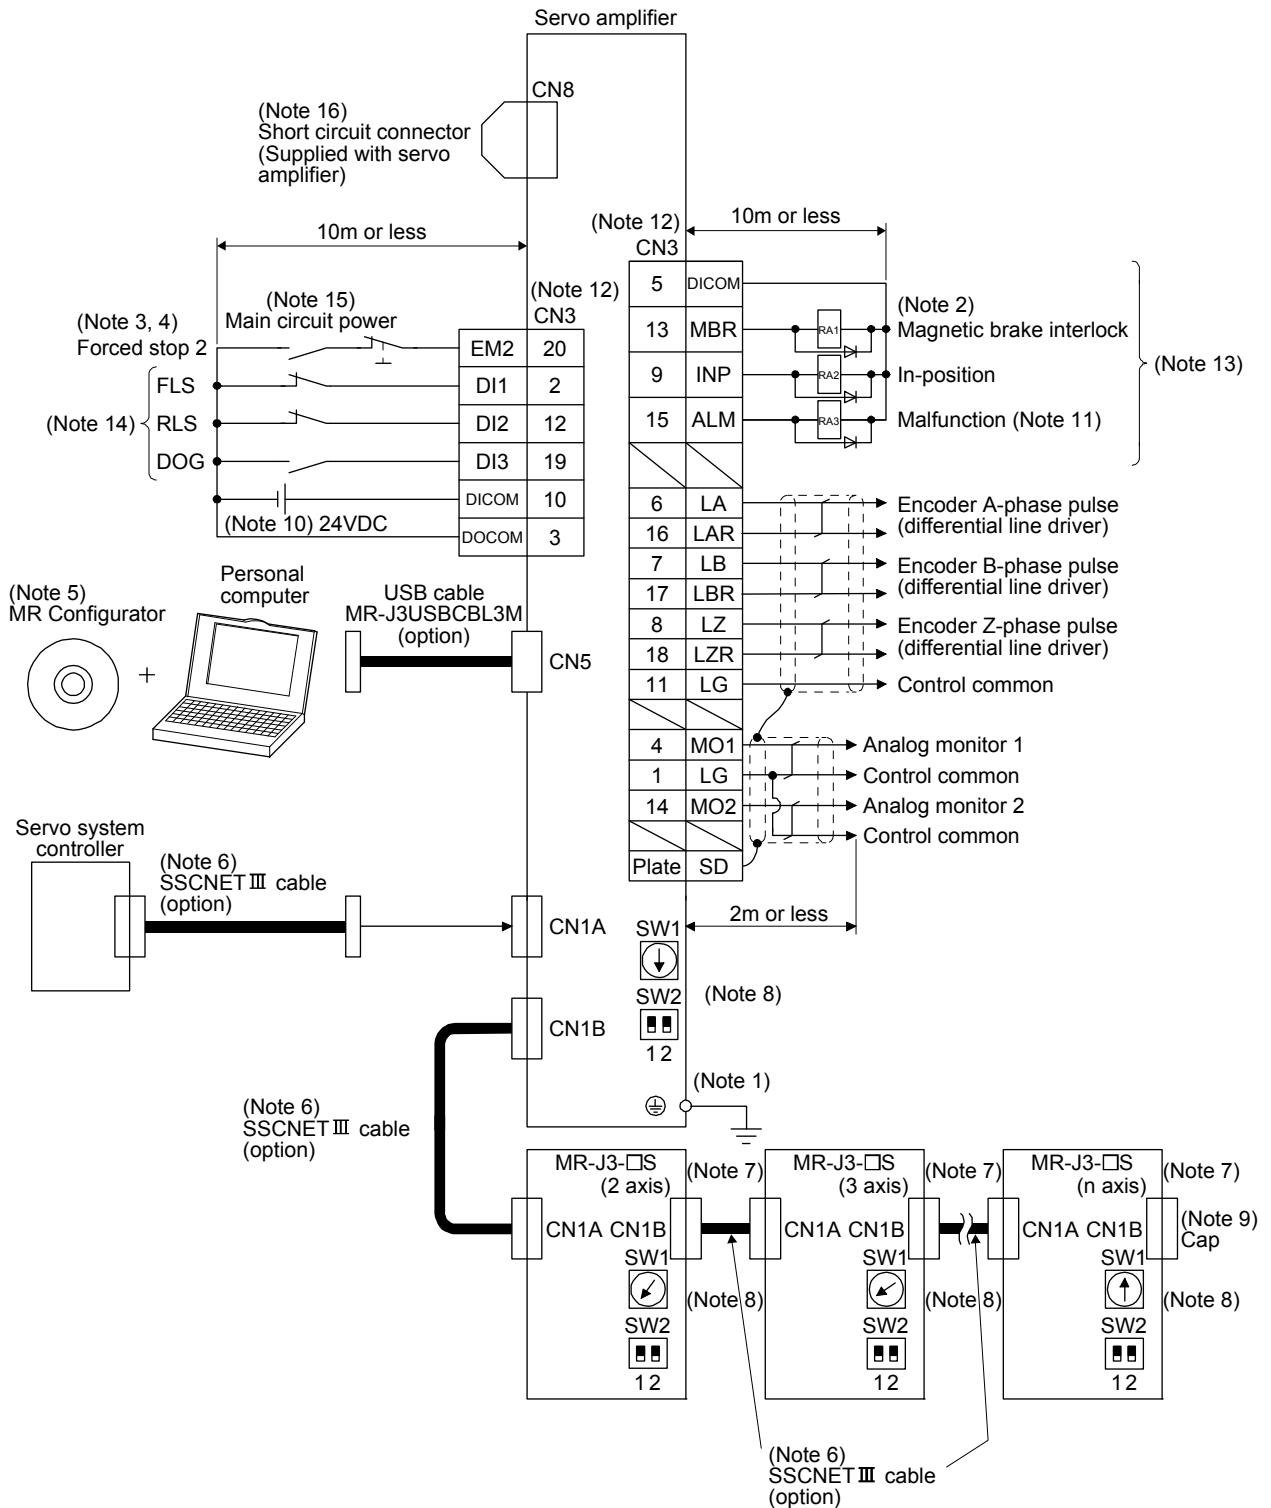 Servo amplifier
CN8
(Note 16)
Short circuit connector
(Supplied with servo
amplifier)
10m or less
(Note 12)
CN3
10m or less
(Note 3, 4)
Forced stop 2
(Note 15)
Main circuit power
(Note 12)
CN3
EM2 20
FLS DI1 2
(Note 14) RLS DI2 12
DOG DI3 19
DICOM 10
(Note 10) 24VDC
DOCOM 3
5 DICOM
(Note 2)
13 MBR RA1 Magnetic brake interlock
9 INP RA2 In-position
15 ALM RA3 Malfunction (Note 11)
(Note 13)
6 LA Encoder A-phase pulse
16 LAR (differential line driver)
7 LB Encoder B-phase pulse
17 LBR (differential line driver)
8 LZ Encoder Z-phase pulse
18 LZR (differential line driver)
11 LG Control common
4 MO1 Analog monitor 1
1 LG Control common
14 MO2 Analog monitor 2
Control common
Plate SD
2m or less
(Note 5)
MR Configurator
+
Personal
computer
USB cable
MR-J3USBCBL3M
(option)
CN5
Servo system
controller
(Note 6)
SSCNET III cable
(option)
CN1A
SW1
SW2
(Note 8)
1 2
CN1B
(Note 1)
(Note 6)
SSCNET III cable
(option)
MR-J3-□S
(2 axis)
(Note 7)
CN1A CN1B
SW1
(Note 8)
SW2
1 2
MR-J3-□S
(3 axis)
(Note 7)
CN1A CN1B
SW1
(Note 8)
SW2
1 2
MR-J3-□S
(n axis)
(Note 7)
CN1A CN1B
(Note 9)
Cap
SW1
(Note 8)
SW2
1 2
(Note 6)
SSCNET III cable
(option)